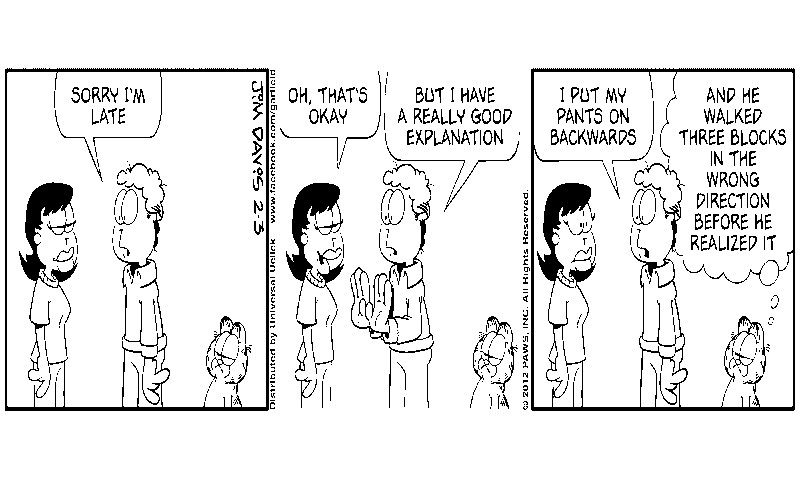 SORRY I'M
LATE
JIM DAVIS 2.3
Distributed by Universal Uclick
www.facebook.com/garfield
OH, THAT'S
OKAY
BUT I HAVE
A REALLY GOOD
EXPLANATION
© 2012 PAWS, INC. All Rights Reserved.
I PUT MY
PANTS ON
BACKWARDS
AND HE
WALKED
THREE BLOCKS
IN THE
WRONG
DIRECTION
BEFORE HE
REALIZED IT